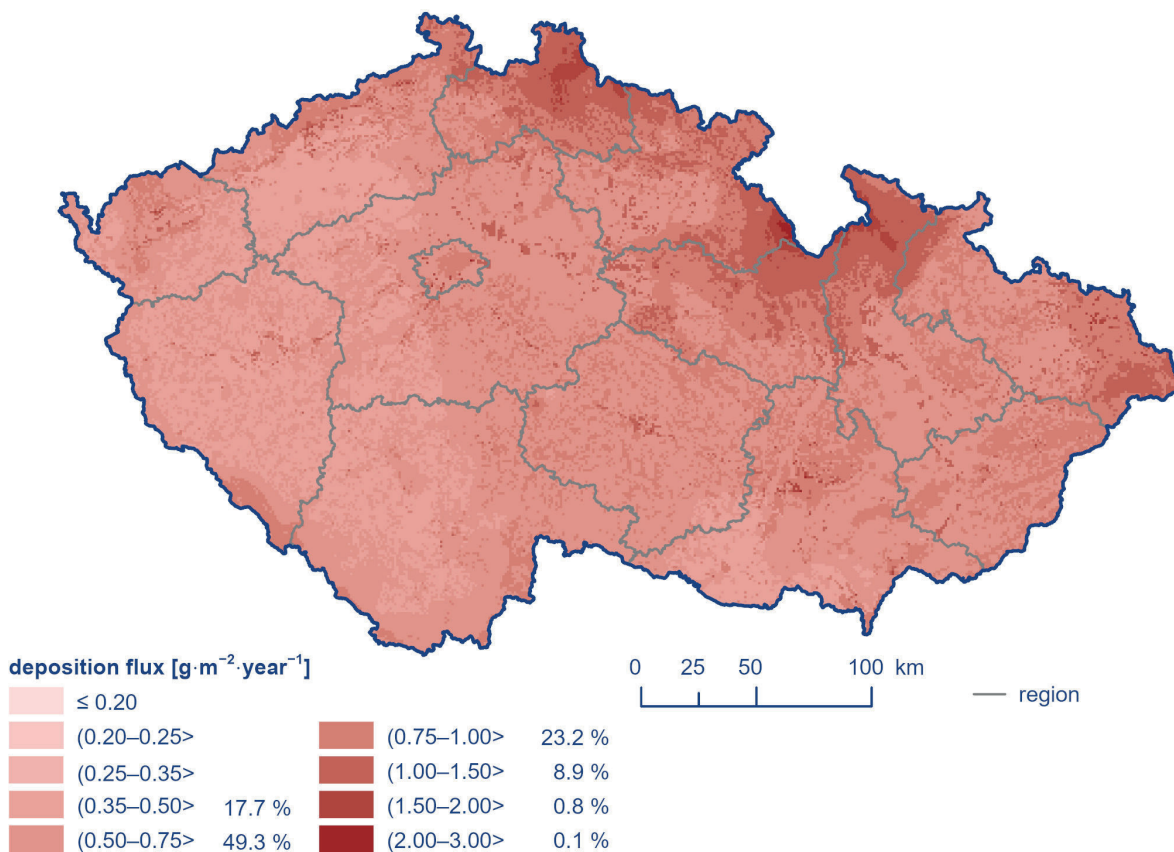 deposition flux [g·m⁻²·year⁻¹]
≤ 0.20
(0.20–0.25>
(0.25–0.35>
(0.35–0.50> 17.7 %
(0.50–0.75> 49.3 %
(0.75–1.00> 23.2 %
(1.00–1.50> 8.9 %
(1.50–2.00> 0.8 %
(2.00–3.00> 0.1 %
0 25 50 100 km
region